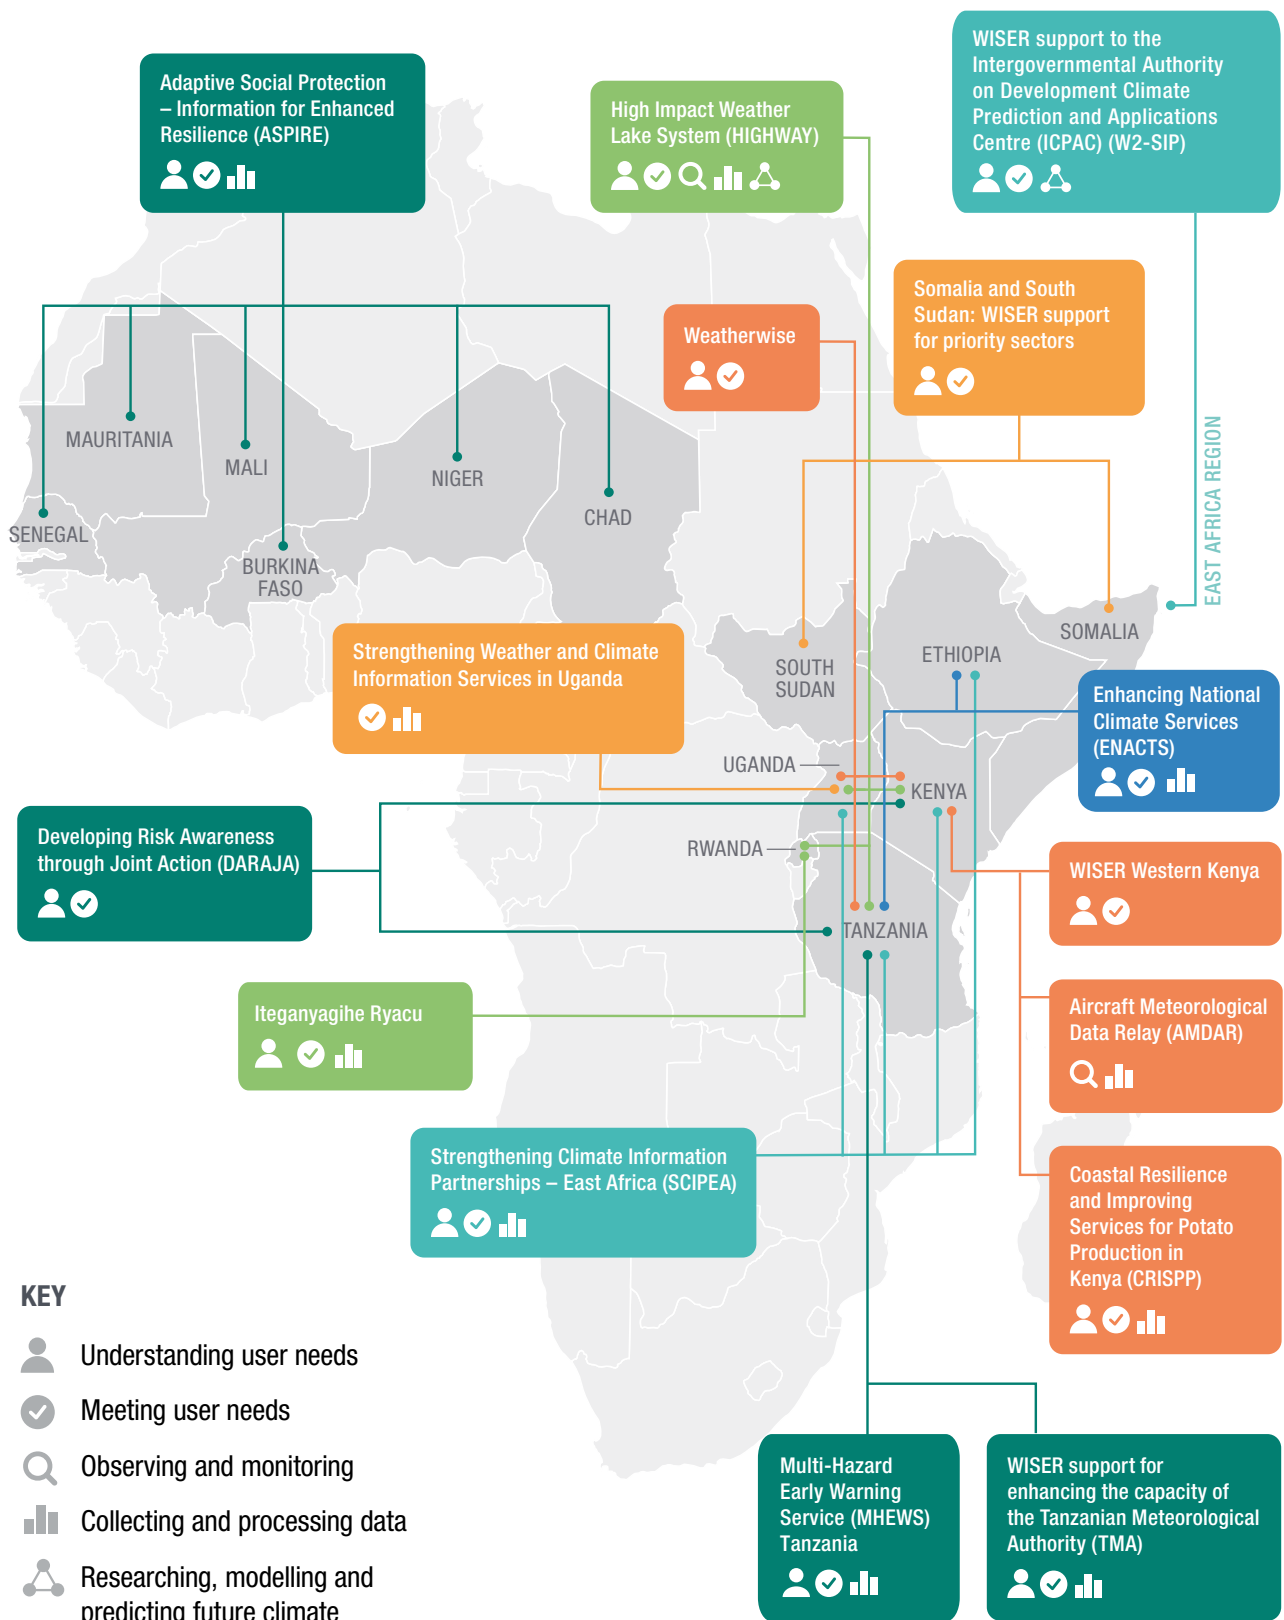 Adaptive Social Protection
– Information for Enhanced
Resilience (ASPIRE)
High Impact Weather
Lake System (HIGHWAY)
WISER support to the
Intergovernmental Authority
on Development Climate
Prediction and Applications
Centre (ICPAC) (W2-SIP)
Weatherwise
Somalia and South
Sudan: WISER support
for priority sectors
EAST AFRICA REGION
MAURITANIA
MALI
NIGER
CHAD
SENEGAL
BURKINA
FASO
SOMALIA
ETHIOPIA
SOUTH
SUDAN
Strengthening Weather and Climate
Information Services in Uganda
Enhancing National
Climate Services
(ENACTS)
UGANDA
KENYA
RWANDA
TANZANIA
Developing Risk Awareness
through Joint Action (DARAJA)
WISER Western Kenya
Iteganyagihe Ryacu
Aircraft Meteorological
Data Relay (AMDAR)
Strengthening Climate Information
Partnerships – East Africa (SCIPEA)
Coastal Resilience
and Improving
Services for Potato
Production in
Kenya (CRISPP)
KEY
Understanding user needs
Meeting user needs
Observing and monitoring
Collecting and processing data
Researching, modelling and
predicting future climate
Multi-Hazard
Early Warning
Service (MHEWS)
Tanzania
WISER support for
enhancing the capacity of
the Tanzanian Meteorological
Authority (TMA)